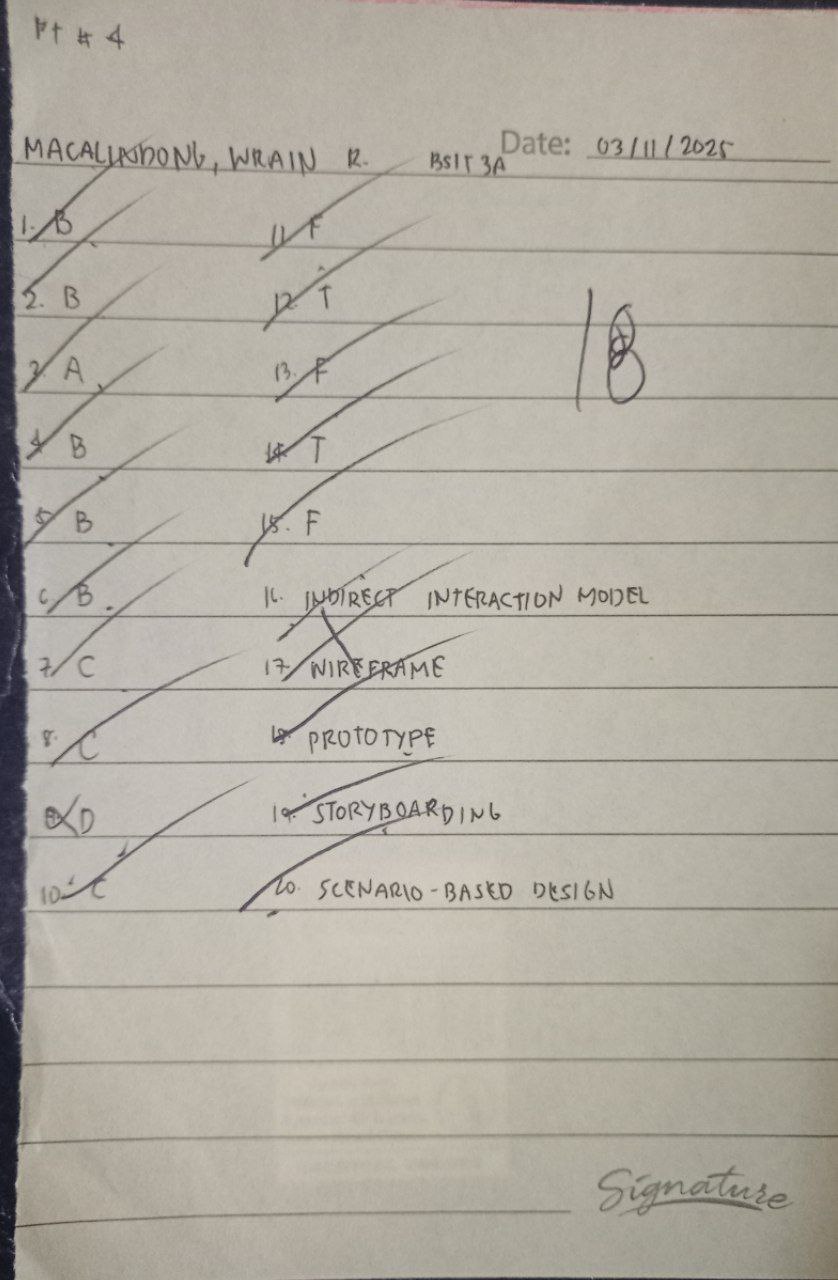 PT # 4
Date: 03/11/2025
MACALINDONG, WRAIN R. BSIT 3A
1. B
2. B
3. A
4. B
5. B
6. B
7. C
8. C
D
10. C
11. F
12. T
13. F
14. T
15. F
16. INDIRECT INTERACTION MODEL
17. WIREFRAME
18. PROTOTYPE
19. STORYBOARDING
20. SCENARIO-BASED DESIGN
18
Signature